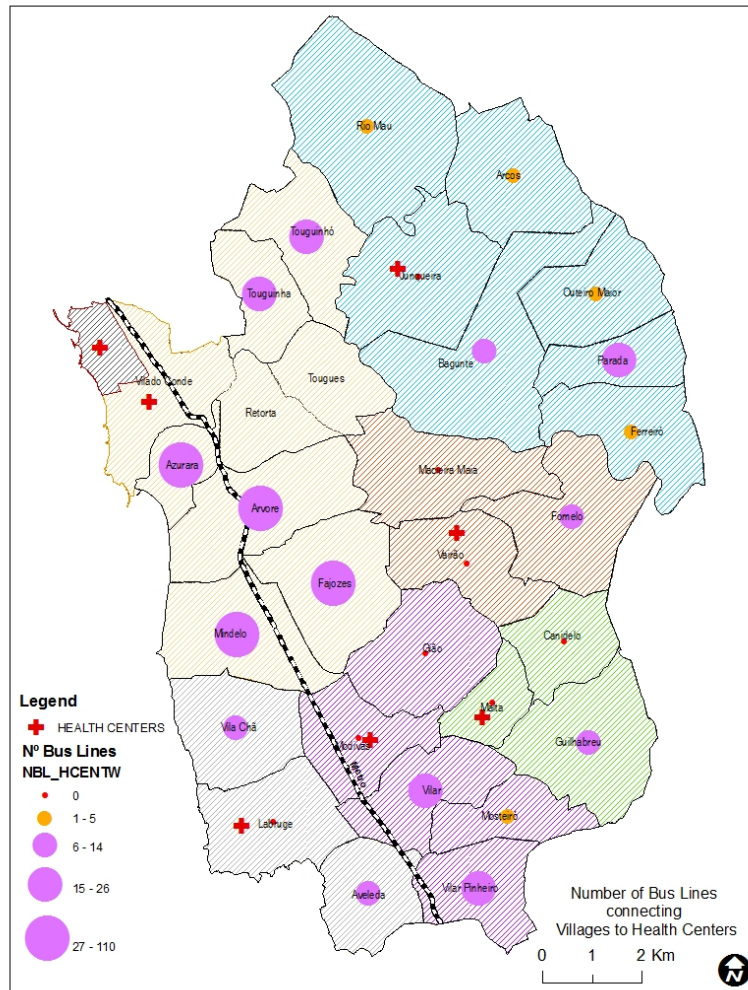 Rio Mau
Arcos
Touguinhó
Junqueira
Touguinha
Outeiro Maior
Bagunte
Parada
Vila do Conde
Tougues
Retorta
Ferreiró
Azurara
Macieira Maia
Arvore
Fornelo
Vairão
Fajozes
Mindelo
Gião
Canidelo
Malta
Vila Chã
Modivas
Guilhabreu
Metro
Vilar
Mosteiró
Labruge
Aveleda
Vilar Pinheiro
Legend
HEALTH CENTERS
Nº Bus Lines
NBL_HCENTW
0
1 - 5
6 - 14
15 - 26
27 - 110
Number of Bus Lines
connecting
Villages to Health Centers
0 1 2 Km
N